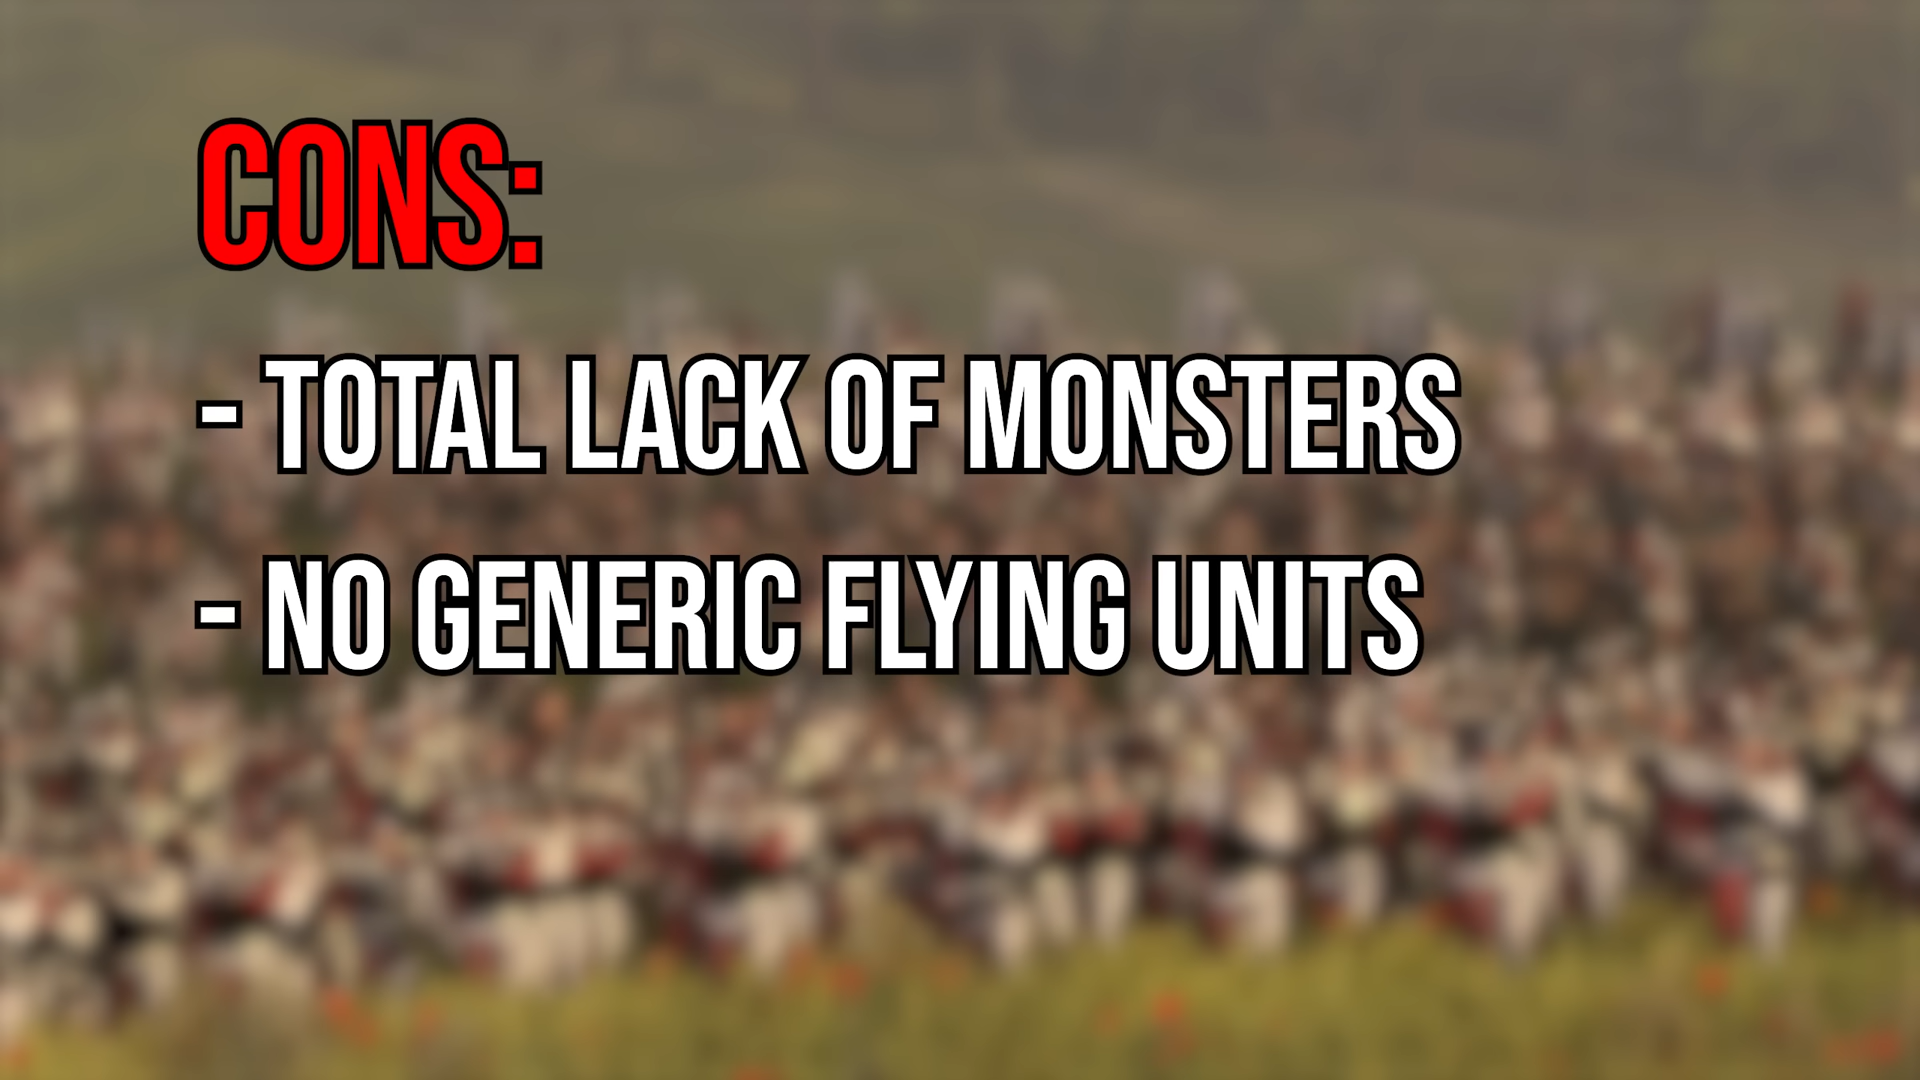 CONS:
- TOTAL LACK OF MONSTERS
- NO GENERIC FLYING UNITS